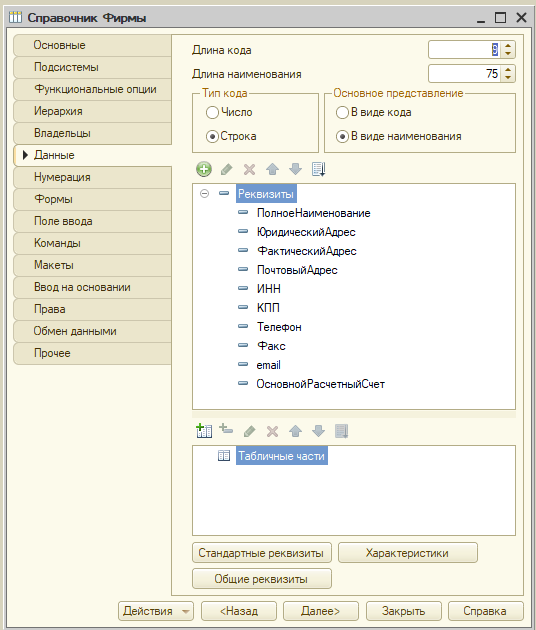 Справочник Фирмы
Основные
Подсистемы
Функциональные опции
Иерархия
Владельцы
Данные
Нумерация
Формы
Поле ввода
Команды
Макеты
Ввод на основании
Права
Обмен данными
Прочее
Длина кода
Длина наименования
75
Тип кода
Число
Строка
Основное представление
В виде кода
В виде наименования
Реквизиты
ПолноеНаименование
ЮридическийАдрес
ФактическийАдрес
ПочтовыйАдрес
ИНН
КПП
Телефон
Факс
email
ОсновнойРасчетныйСчет
Табличные части
Стандартные реквизиты
Характеристики
Общие реквизиты
Действия
<Назад
Далее>
Закрыть
Справка